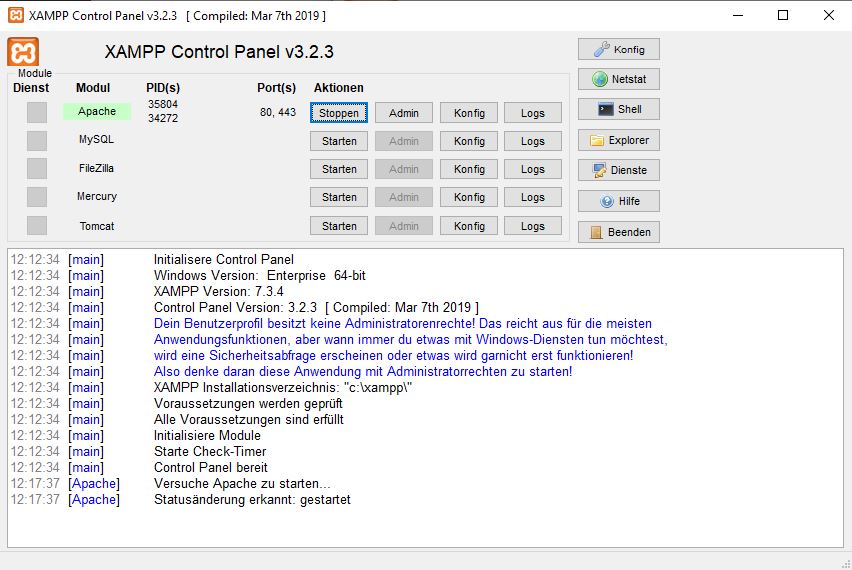 XAMPP Control Panel v3.2.3 [ Compiled: Mar 7th 2019 ]
XAMPP Control Panel v3.2.3
Konfig
Module
Dienst Modul PID(s) Port(s) Aktionen
Netstat
Apache 35804 34272 80, 443 Stoppen Admin Konfig Logs
Shell
MySQL Starten Admin Konfig Logs
Explorer
FileZilla Starten Admin Konfig Logs
Dienste
Mercury Starten Admin Konfig Logs
Hilfe
Tomcat Starten Admin Konfig Logs
Beenden
12:12:34 [main] Initialisere Control Panel
12:12:34 [main] Windows Version: Enterprise 64-bit
12:12:34 [main] XAMPP Version: 7.3.4
12:12:34 [main] Control Panel Version: 3.2.3 [ Compiled: Mar 7th 2019 ]
12:12:34 [main] Dein Benutzerprofil besitzt keine Administratorenrechte! Das reicht aus für die meisten
12:12:34 [main] Anwendungsfunktionen, aber wann immer du etwas mit Windows-Diensten tun möchtest,
12:12:34 [main] wird eine Sicherheitsabfrage erscheinen oder etwas wird garnicht erst funktionieren!
12:12:34 [main] Also denke daran diese Anwendung mit Administratorrechten zu starten!
12:12:34 [main] XAMPP Installationsverzeichnis: "c:\xampp\"
12:12:34 [main] Voraussetzungen werden geprüft
12:12:34 [main] Alle Voraussetzungen sind erfüllt
12:12:34 [main] Initialisiere Module
12:12:34 [main] Starte Check-Timer
12:12:34 [main] Control Panel bereit
12:17:37 [Apache] Versuche Apache zu starten...
12:17:37 [Apache] Statusänderung erkannt: gestartet